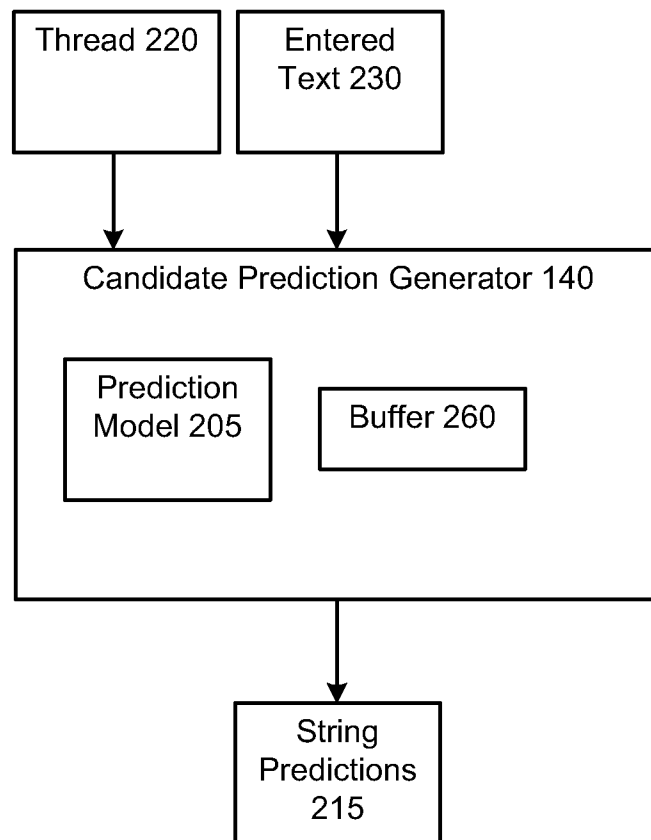 Thread 220
Entered
Text 230
Candidate Prediction Generator 140
Prediction
Model 205
Buffer 260
String
Predictions
215